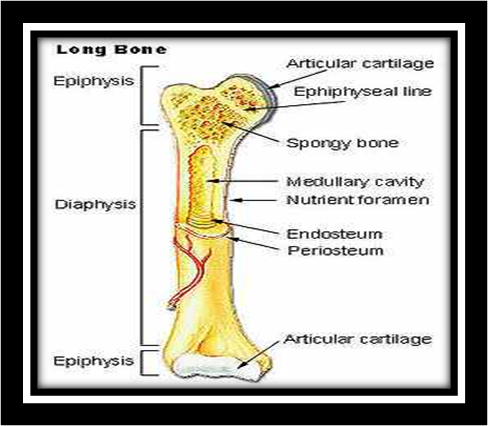 Long Bone
Articular cartilage
Epiphysis
Ephiphyseal line
Spongy bone
Medullary cavity
Diaphysis
Nutrient foramen
Endosteum
Periosteum
Articular cartilage
Epiphysis